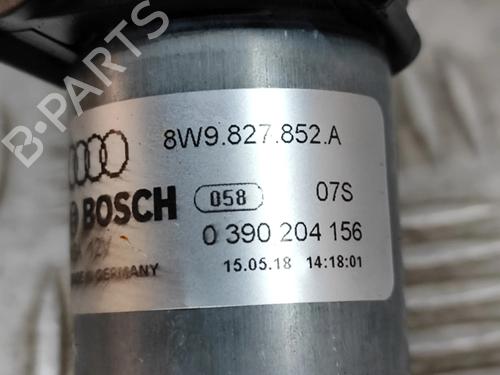 B-PARTS
8W9.827.852.A
BOSCH
058
07S
12V
0 390 204 156
MADE IN GERMANY
15.05.18 14:18:01